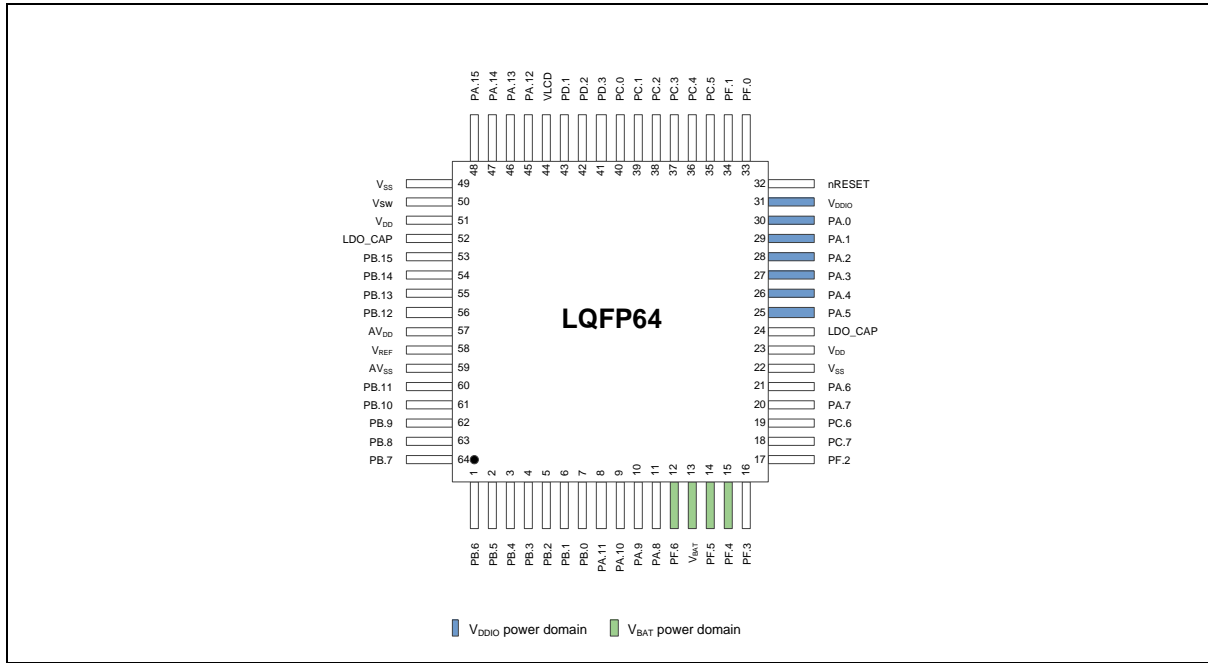 PA.15
PA.14
PA.13
PA.12
VLCD
PD.1
PD.2
PD.3
PC.0
PC.1
PC.2
PC.3
PC.4
PC.5
PF.1
PF.0
48
47
46
45
44
43
42
41
40
39
38
37
36
35
34
33
VSS 49
Vsw 50
VDD 51
LDO_CAP 52
PB.15 53
PB.14 54
PB.13 55
PB.12 56
AVDD 57
VREF 58
AVSS 59
PB.11 60
PB.10 61
PB.9 62
PB.8 63
PB.7 64
LQFP64
32 nRESET
31 VDDIO
30 PA.0
29 PA.1
28 PA.2
27 PA.3
26 PA.4
25 PA.5
24 LDO_CAP
23 VDD
22 VSS
21 PA.6
20 PA.7
19 PC.6
18 PC.7
17 PF.2
1
2
3
4
5
6
7
8
9
10
11
12
13
14
15
16
PB.6
PB.5
PB.4
PB.3
PB.2
PB.1
PB.0
PA.11
PA.10
PA.9
PA.8
PF.6
VBAT
PF.5
PF.4
PF.3
VDDIO power domain
VBAT power domain